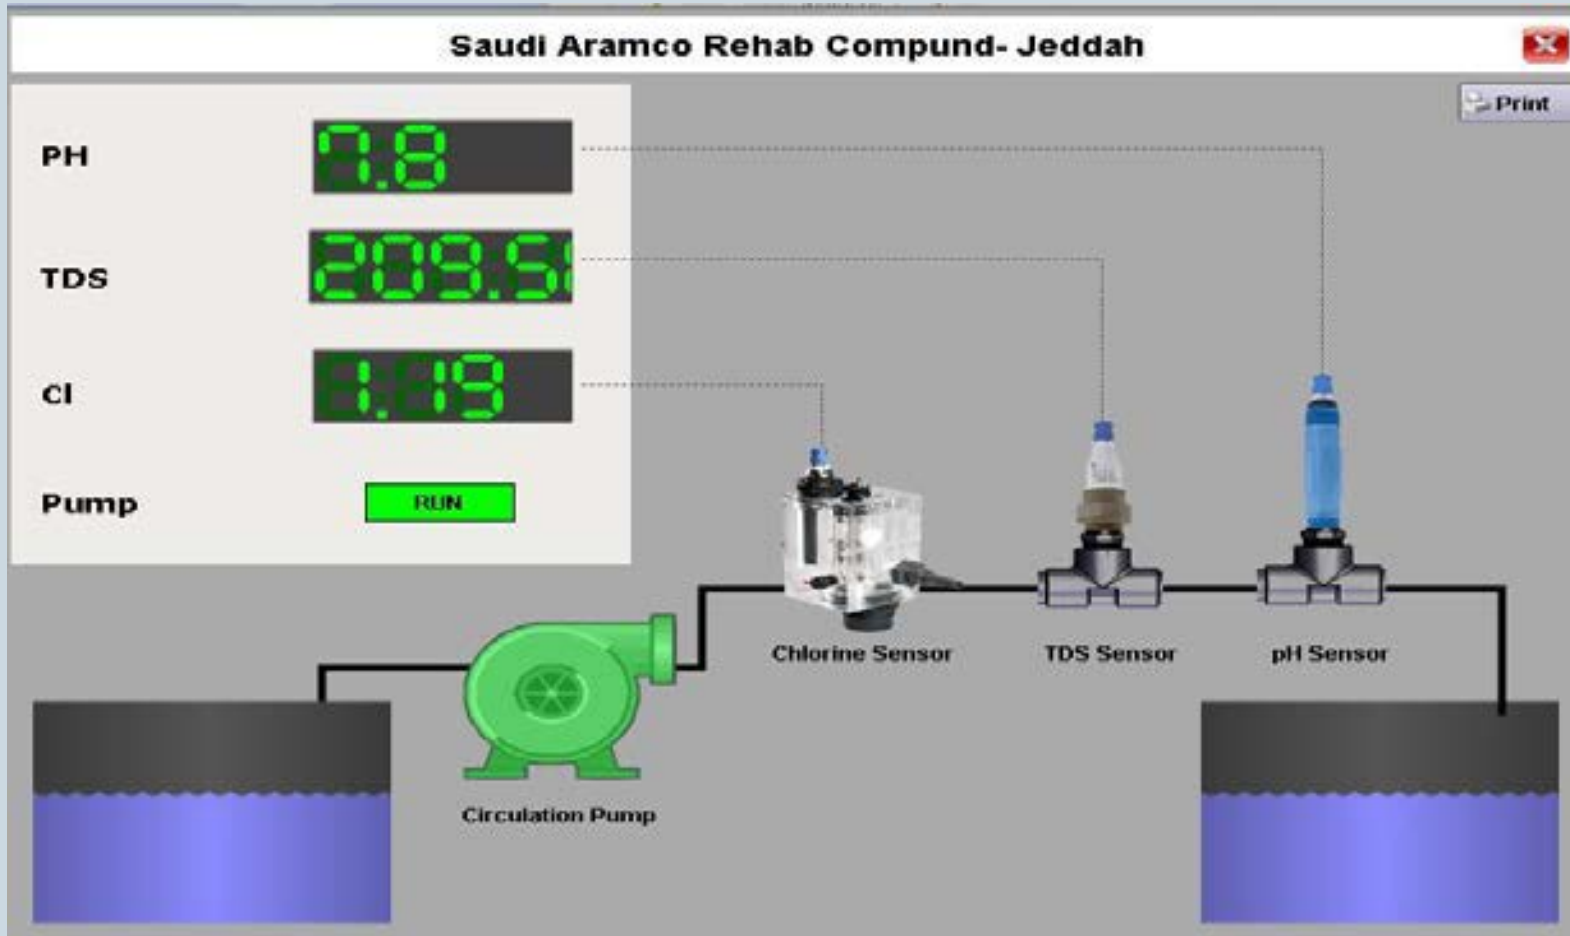 Saudi Aramco Rehab Compund- Jeddah
Print
PH
7.8
TDS
209.5
Cl
1.19
Pump
RUN
Chlorine Sensor
TDS Sensor
pH Sensor
Circulation Pump